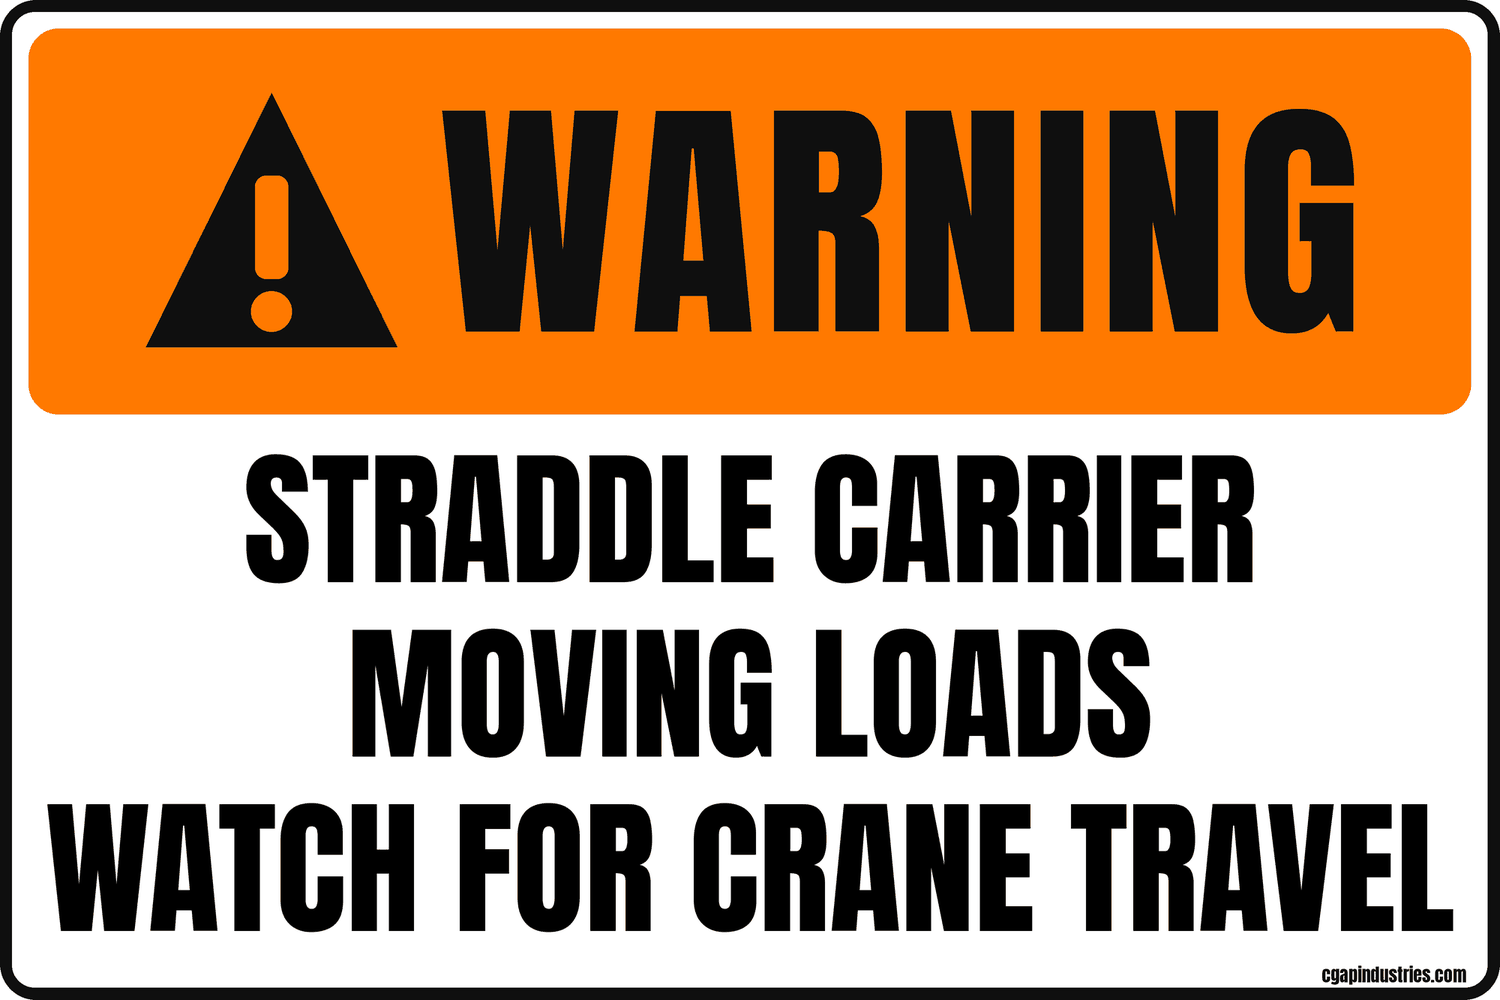 WARNING
STRADDLE CARRIER
MOVING LOADS
WATCH FOR CRANE TRAVEL
cgapindustries.com